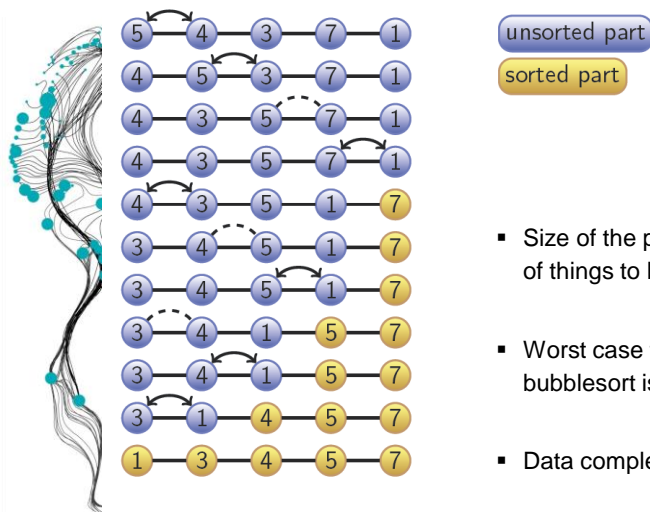 5 4 3 7 1
4 5 3 7 1
4 3 5 7 1
4 3 5 7 1
4 3 5 1 7
3 4 5 1 7
3 4 5 1 7
3 4 1 5 7
3 4 1 5 7
3 1 4 5 7
1 3 4 5 7
unsorted part
sorted part
▪ Size of the
of things to
▪ Worst case
bubblesort
▪ Data